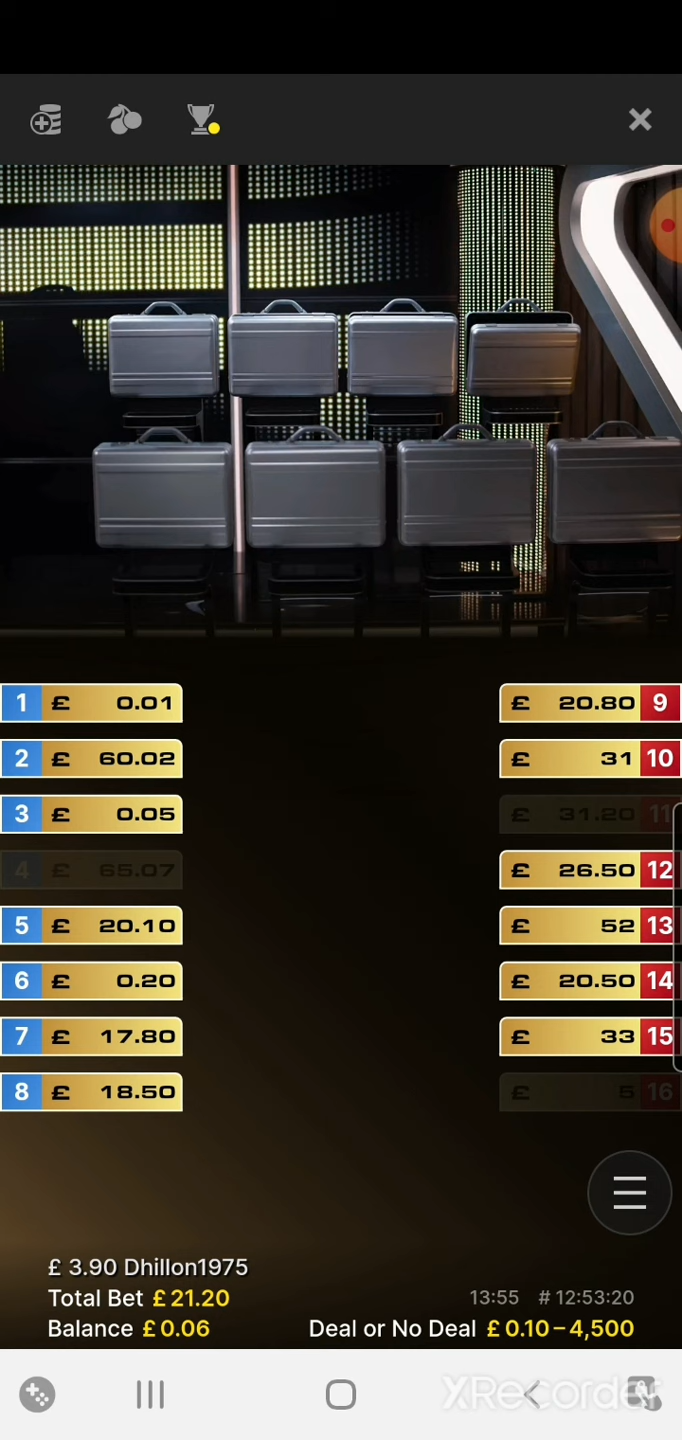 1 £ 0.01
£ 20.80 9
2 £ 60.02
£ 31 10
3 £ 0.05
£ 31.20 11
4 £ 65.07
£ 26.50 12
5 £ 20.10
£ 52 13
6 £ 0.20
£ 20.50 14
7 £ 17.80
£ 33 15
8 £ 18.50
£ 5 16
£ 3.90 Dhillon1975
Total Bet £ 21.20
13:55 # 12:53:20
Balance £ 0.06
Deal or No Deal £ 0.10 – 4,500
XRecorder